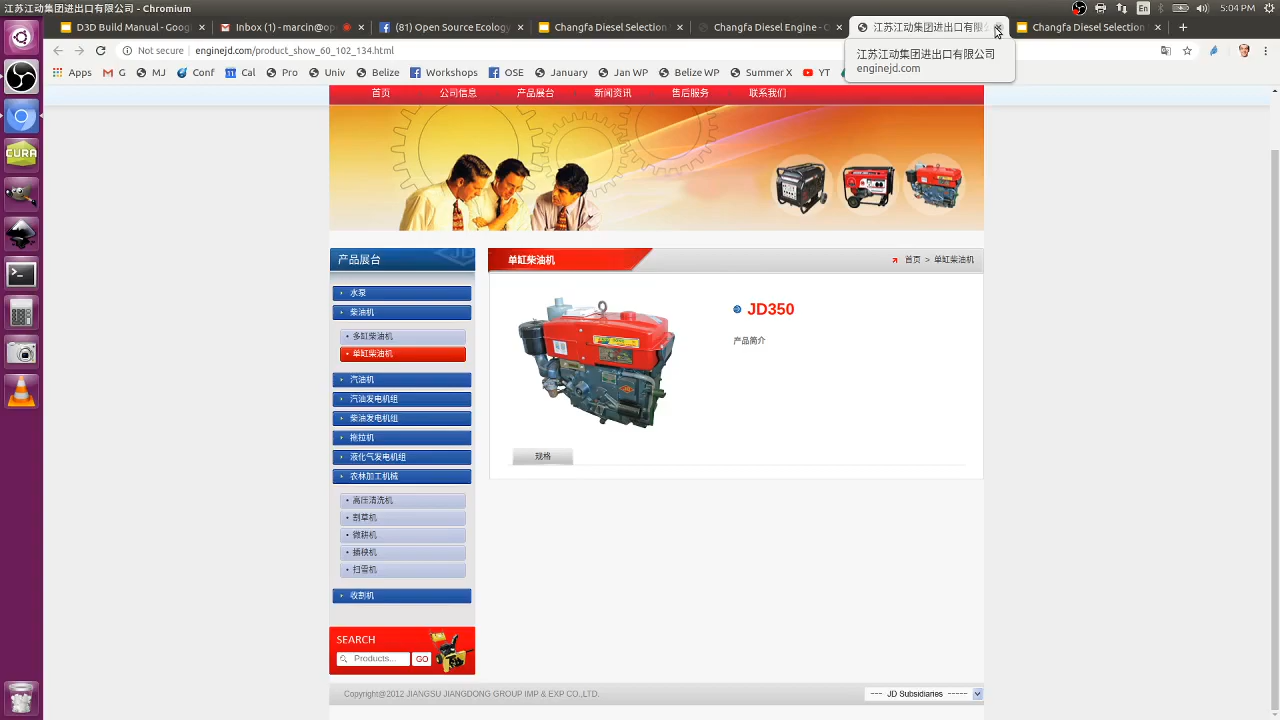 江苏江动集团进出口有限公司 - Chromium
En
5:04 PM
D3D Build Manual - Googl
Inbox (1) - marcin@op
(81) Open Source Ecolog
Changfa Diesel Selection
Changfa Diesel Engine - G
江苏江动集团进出口有限公
Changfa Diesel Selection
Not secure
enginejd.com/product_show_60_102_134.html
江苏江动集团进出口有限公司
enginejd.com
Apps
G
MJ
Conf
Cal
Pro
Univ
Belize
Workshops
OSE
January
Jan WP
Belize WP
Summer X
YT
首页
公司信息
产品展台
新闻资讯
售后服务
联系我们
产品展台
单缸柴油机
首页 > 单缸柴油机
水泵
柴油机
多缸柴油机
单缸柴油机
汽油机
汽油发电机组
柴油发电机组
拖拉机
液化气发电机组
农林加工机械
高压清洗机
割草机
微耕机
插秧机
扫雪机
收割机
JD350
产品简介
规格
SEARCH
Products...
GO
Copyright@2012 JIANGSU JIANGDONG GROUP IMP & EXP CO.,LTD.
--- JD Subsidiaries -----
CURA